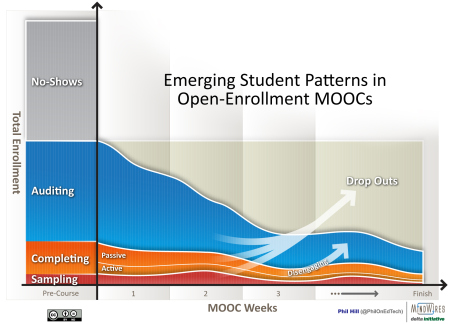 Emerging Student Patterns in
Open-Enrollment MOOCs
No-Shows
Total Enrollment
Auditing
Drop Outs
Completing
Passive
Active
Disengaging
Sampling
Pre-Course 1 2 3 Finish
MOOC Weeks
Phil Hill (@PhilOnEdTech)
MINDWIRES
delta initiative